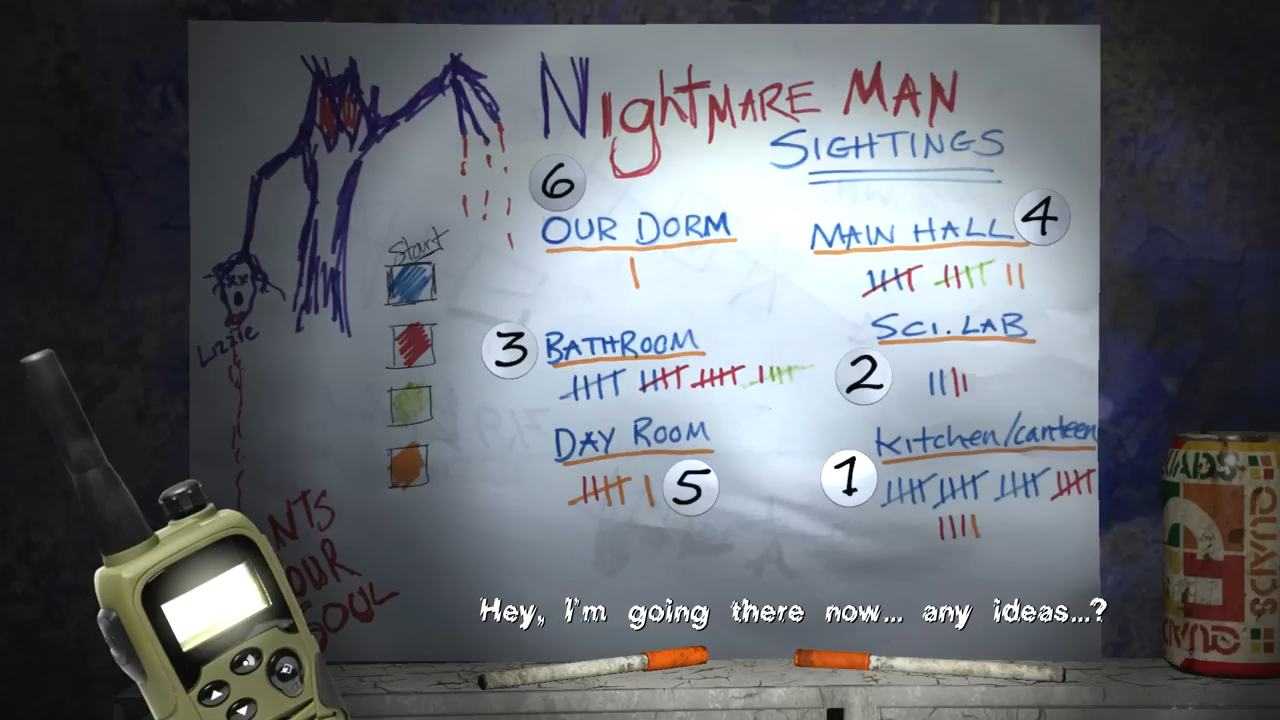 NIghtMARE MAN
SIGHTINGS
6
OUR DORM
4
MAIN HALL
Start
3
BATHROOM
SCI. LAB
2
Lizzie
DAY ROOM
5
Kitchen/canteen
1
NTS
OUR
SOUL
Hey, I'm going there now... any ideas...?